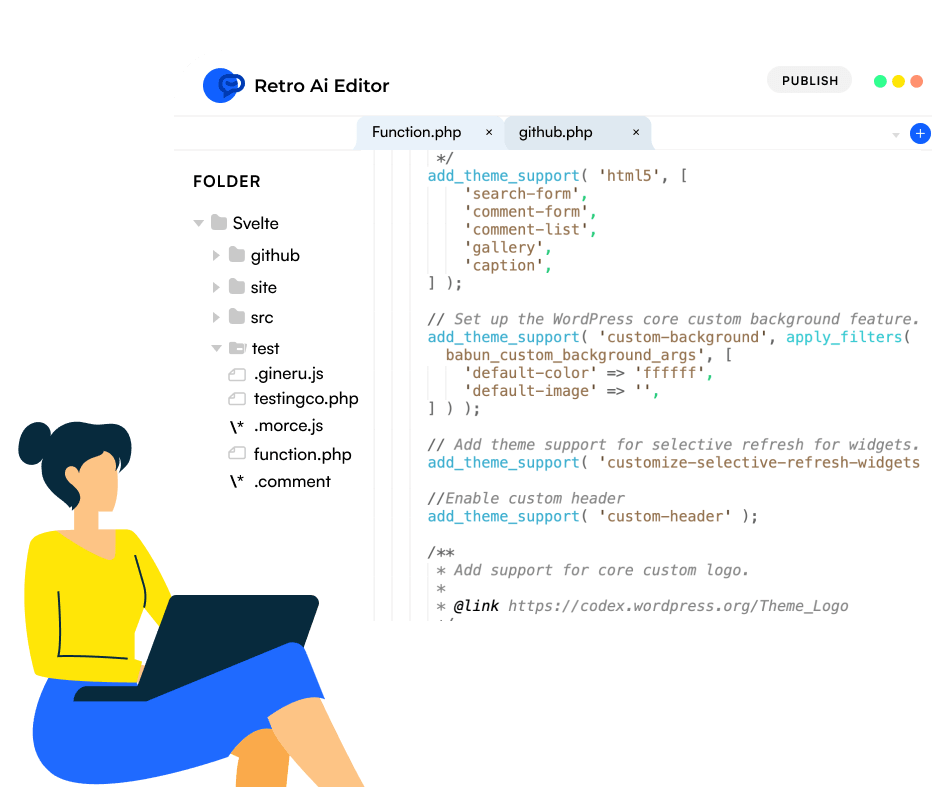 Retro Ai Editor
PUBLISH
Function.php ×
github.php ×
+
FOLDER
Svelte
github
site
src
test
.gineru.js
testingco.php
\* .morce.js
function.php
\* .comment
*/
add_theme_support( 'html5', [
'search-form',
'comment-form',
'comment-list',
'gallery',
'caption',
] );
// Set up the WordPress core custom background feature.
add_theme_support( 'custom-background', apply_filters(
babun_custom_background_args', [
'default-color' => 'ffffff',
'default-image' => '',
] ) );
// Add theme support for selective refresh for widgets.
add_theme_support( 'customize-selective-refresh-widgets
//Enable custom header
add_theme_support( 'custom-header' );
/**
* Add support for core custom logo.
*
* @link https://codex.wordpress.org/Theme_Logo
*/